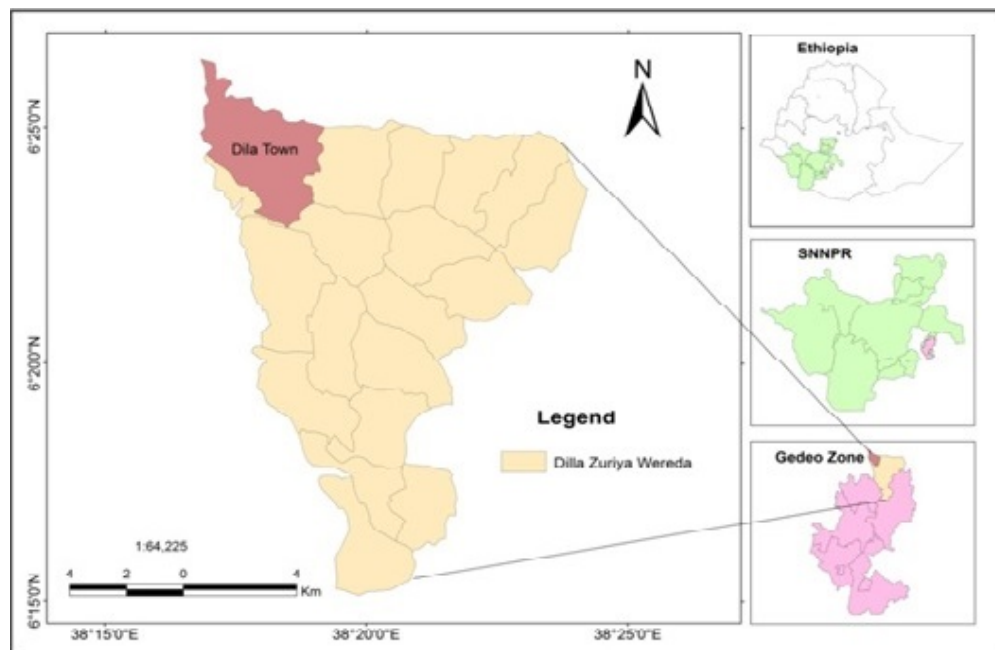 Ethiopia
N
6°25'0"N
Dila Town
SNNPR
6°20'0"N
Legend
Dilla Zuriya Wereda
Gedeo Zone
1:64,225
4 2 0 4
Km
6°15'0"N
38°15'0"E 38°20'0"E 38°25'0"E